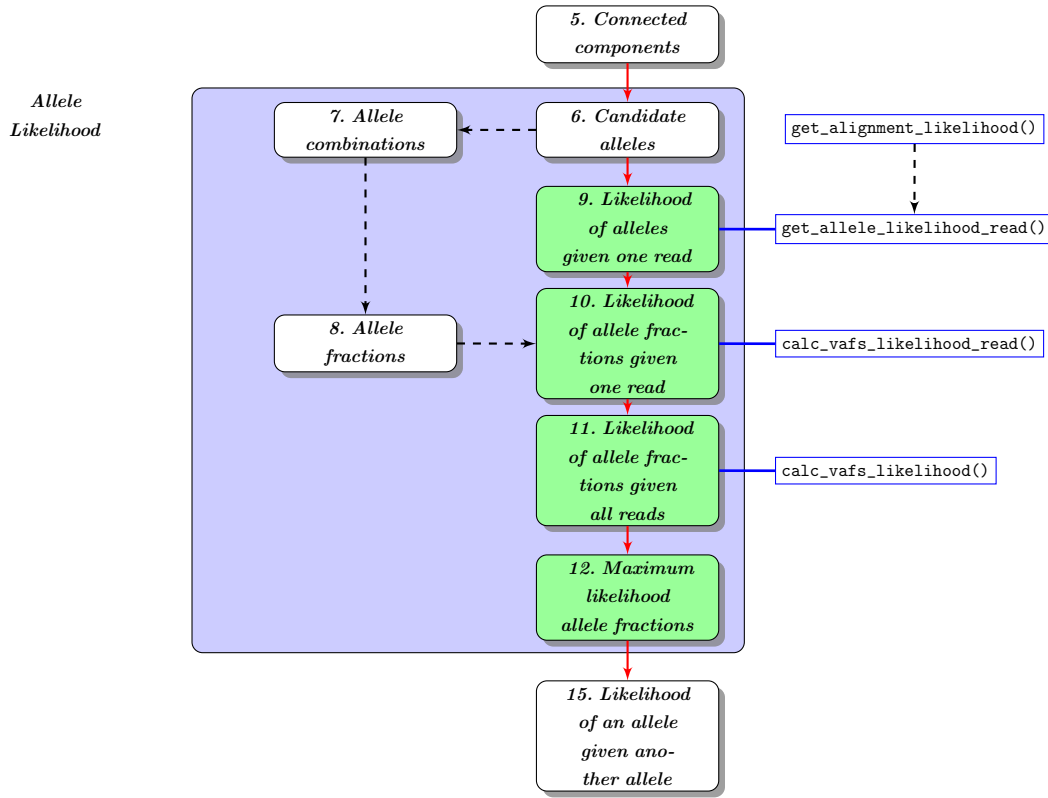 5. Connected
components
Allele
Likelihood
7. Allele
combinations
6. Candidate
alleles
get_alignment_likelihood()
9. Likelihood
of alleles
given one read
get_allele_likelihood_read()
10. Likelihood
of allele frac-
tions given
one read
8. Allele
fractions
calc_vafs_likelihood_read()
11. Likelihood
of allele frac-
tions given
all reads
calc_vafs_likelihood()
12. Maximum
likelihood
allele fractions
15. Likelihood
of an allele
given ano-
ther allele